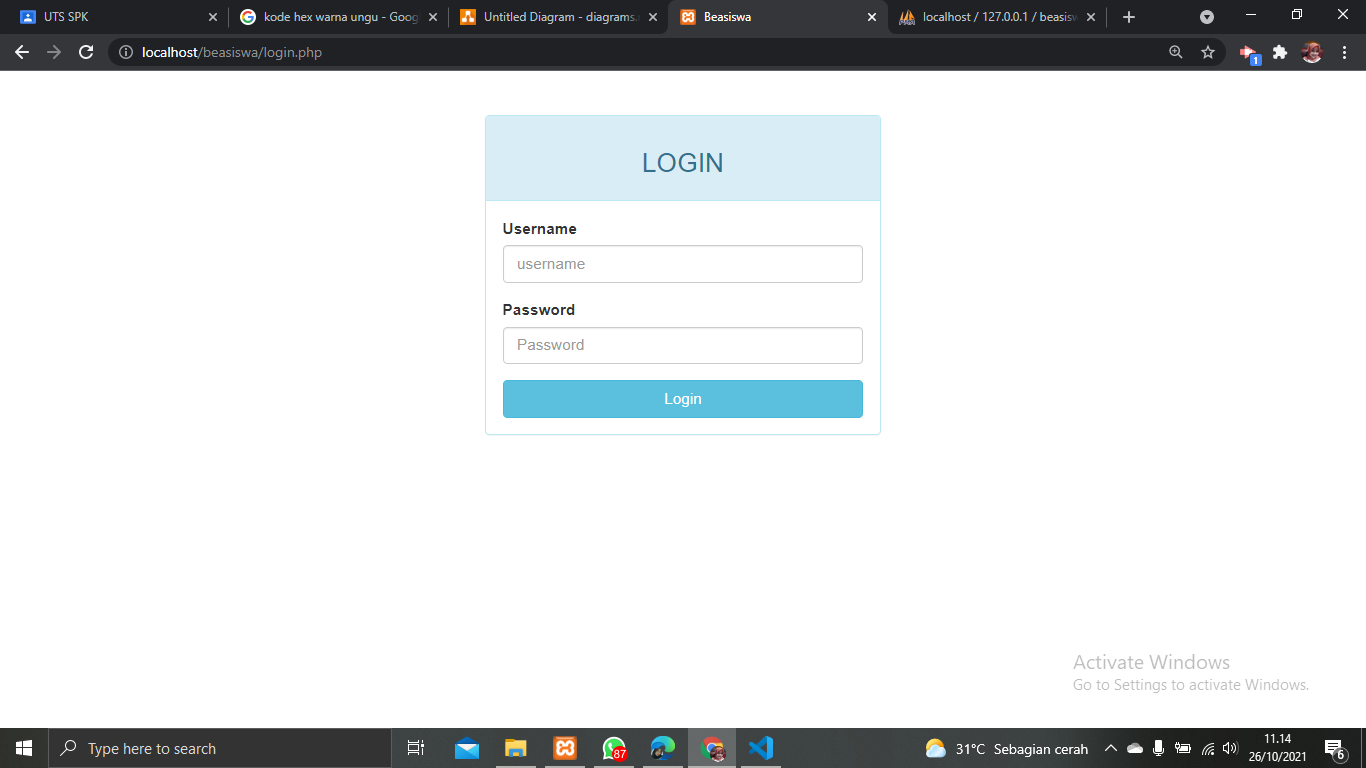 UTS SPK
kode hex warna ungu - Goog
Untitled Diagram - diagrams.
Beasiswa
localhost / 127.0.0.1 / beasisw
localhost/beasiswa/login.php
1
LOGIN
Username
username
Password
Password
Login
Activate Windows
Go to Settings to activate Windows.
Type here to search
87
31°C Sebagian cerah
11.14
26/10/2021
6